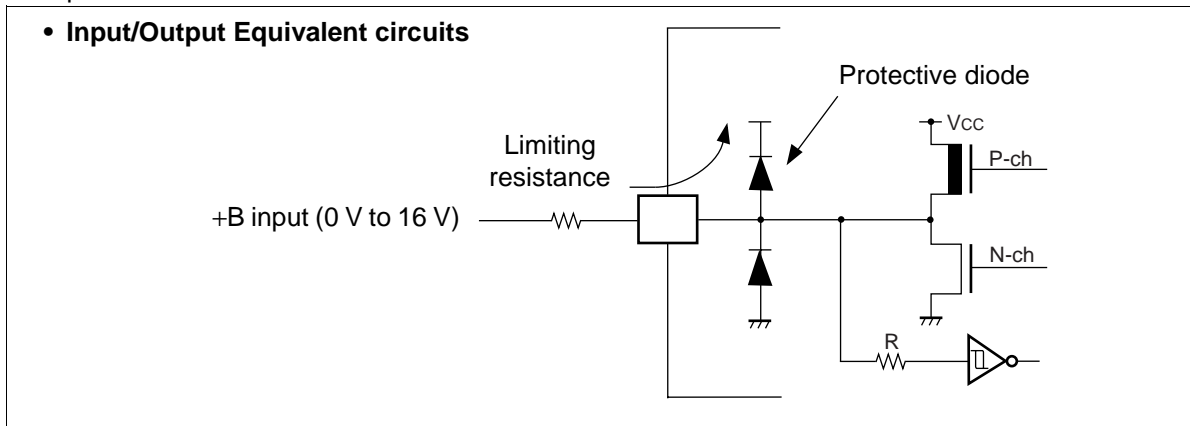 • Input/Output Equivalent circuits
Protective diode
Limiting
resistance
VCC
P-ch
+B input (0 V to 16 V)
N-ch
R